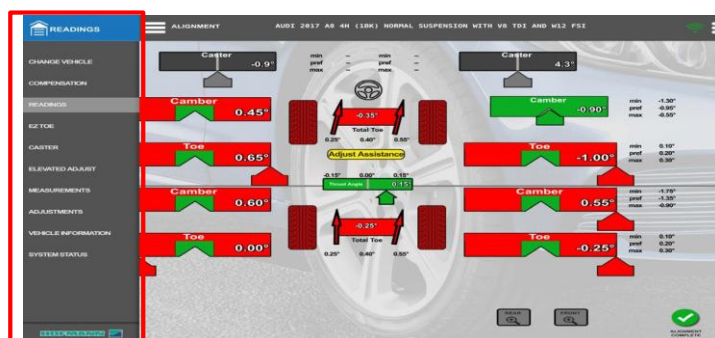 READINGS
ALIGNMENT
AUDI 2017 A8 4H (18K) NORMAL SUSPENSION WITH V8 TDI AND W12 FSI
CHANGE VEHICLE
COMPENSATION
READINGS
EZ TOE
CASTER
ELEVATED ADJUST
MEASUREMENTS
ADJUSTMENTS
VEHICLE INFORMATION
SYSTEM STATUS
Caster
-0.9°
min – –
pref – –
max – –
Caster
4.3°
Camber
0.45°
-0.35°
Total Toe
0.25° 0.40° 0.55°
Camber
-0.90°
min -1.30°
pref -0.95°
max -0.55°
Toe
0.65°
Adjust Assistance
Toe
-1.00°
min 0.10°
pref 0.20°
max 0.30°
-0.15° 0.00° 0.15°
Thrust Angle 0.15
Camber
0.60°
-0.25°
Total Toe
0.25° 0.40° 0.55°
Camber
0.55°
min -1.75°
pref -1.35°
max -0.90°
Toe
0.00°
Toe
-0.25°
min 0.10°
pref 0.20°
max 0.30°
REAR
FRONT
ALIGNMENT
COMPLETE